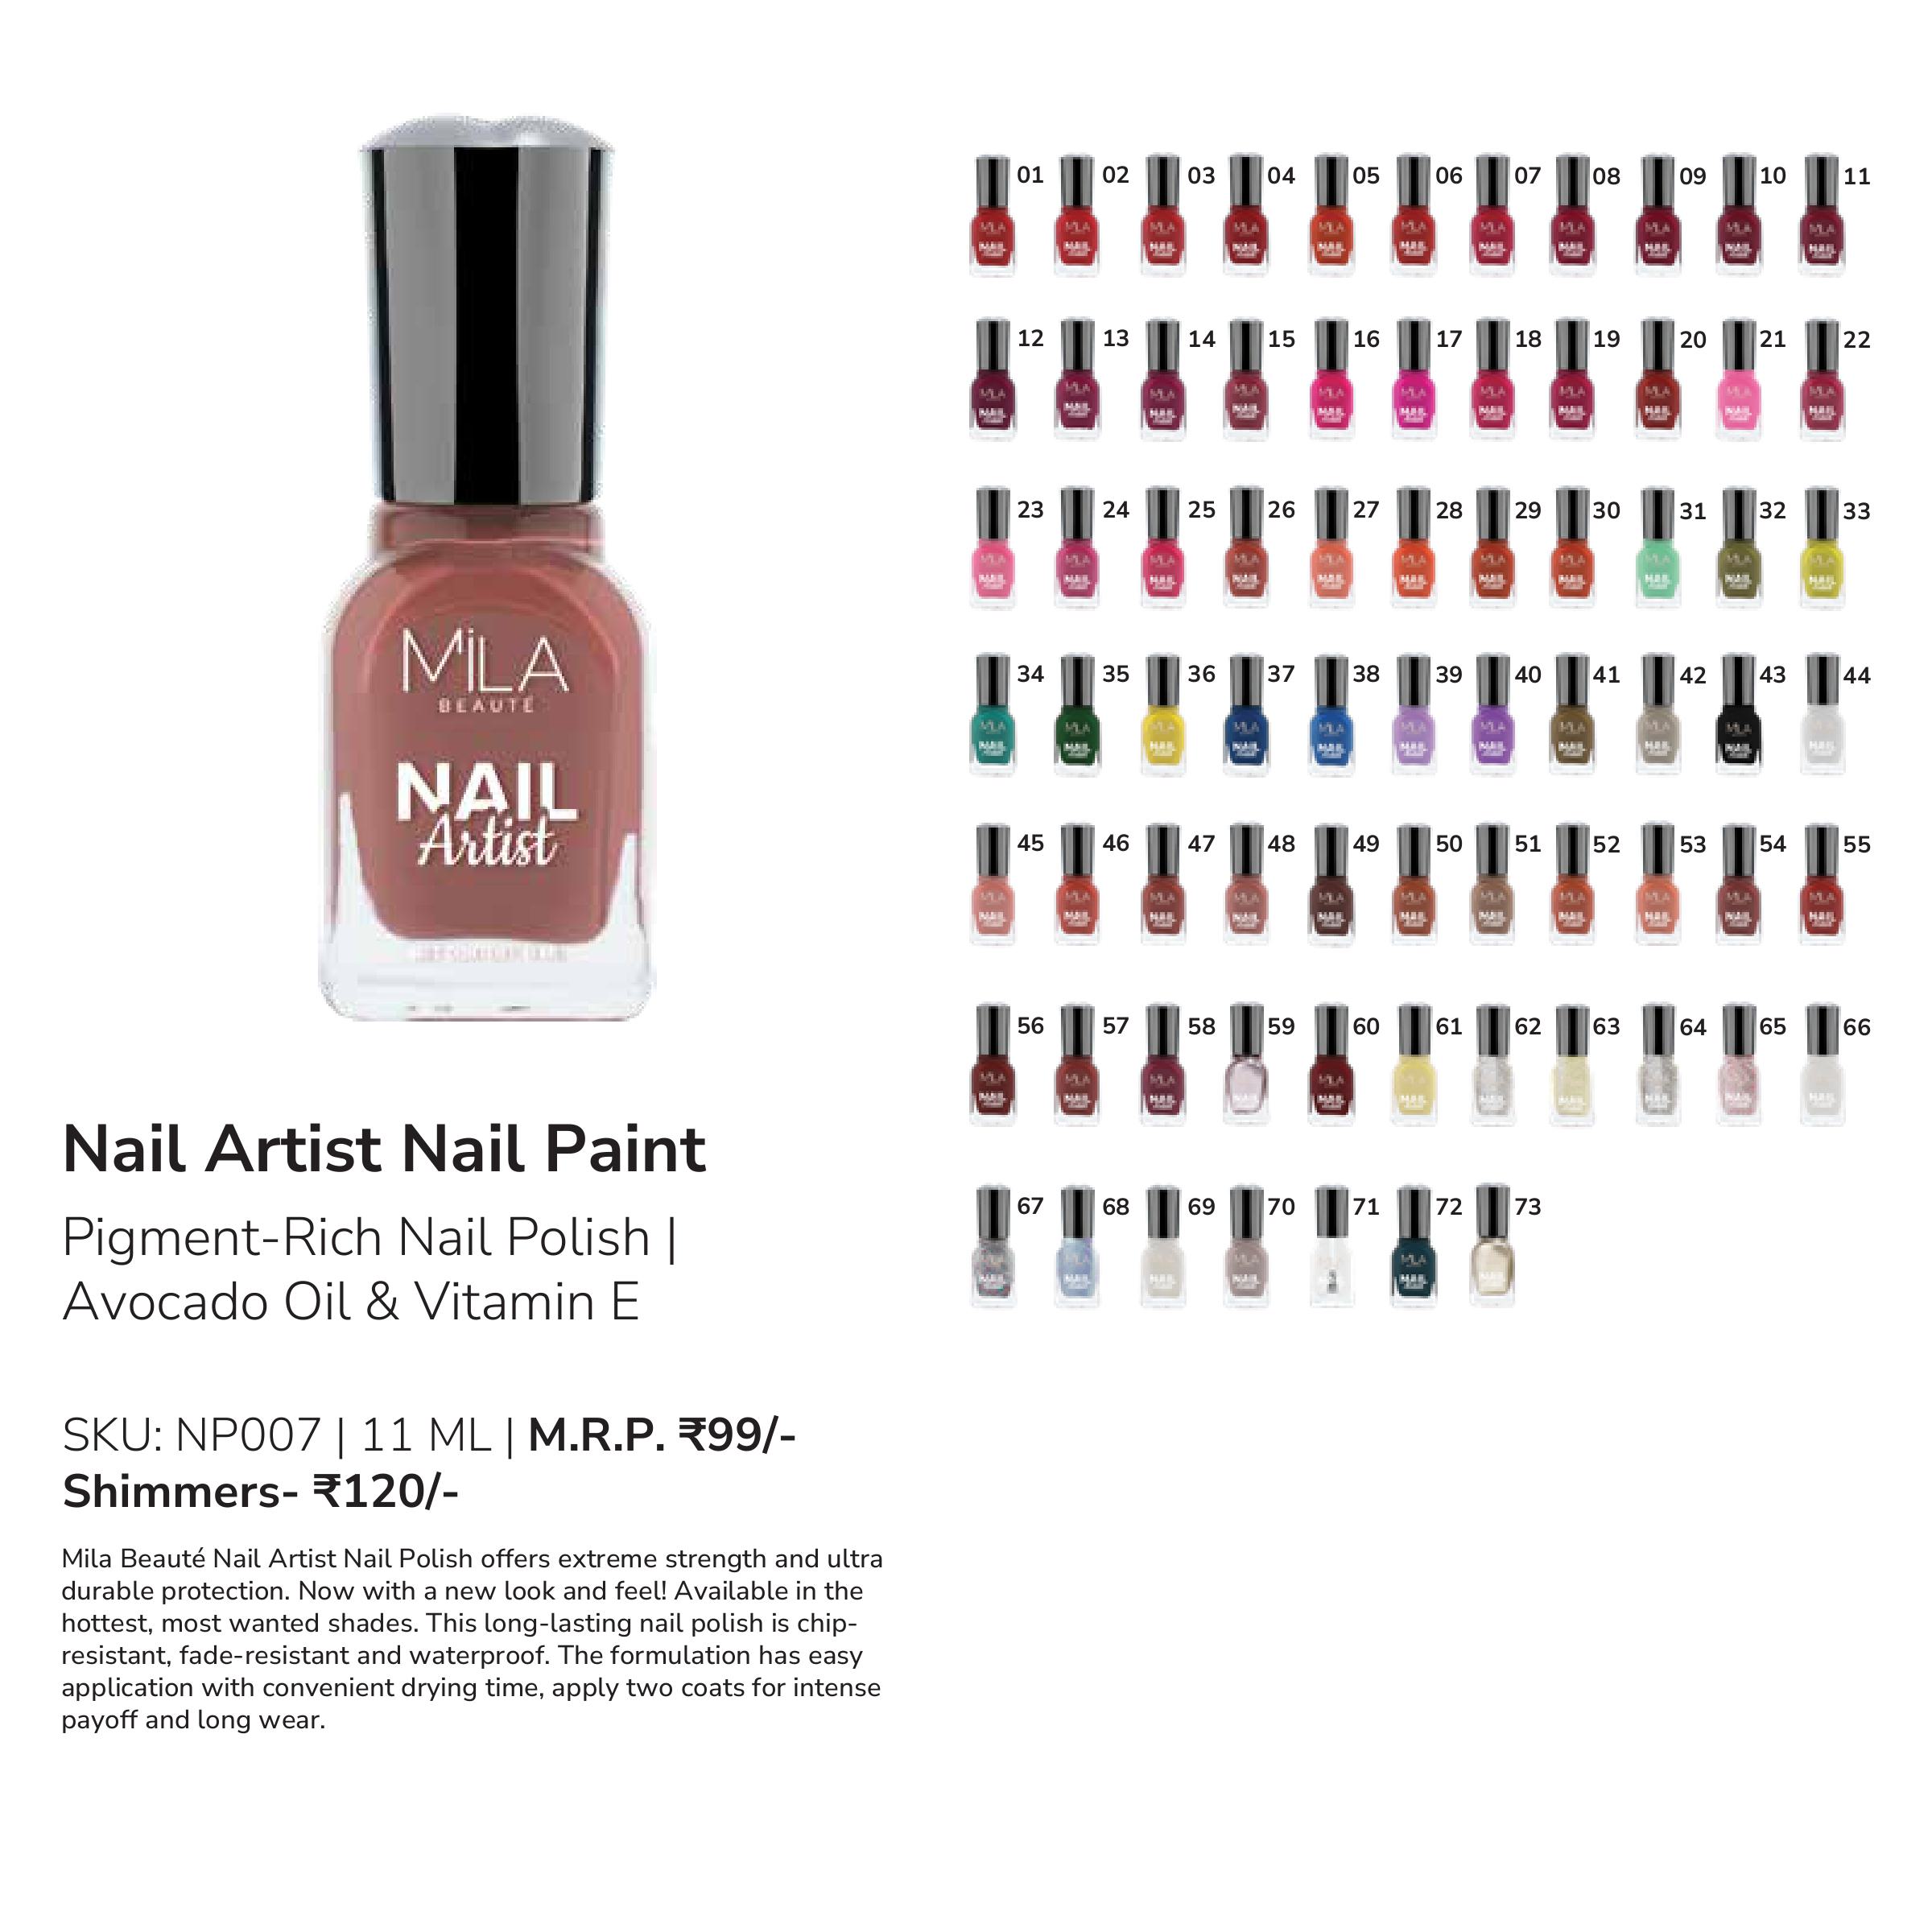 MiLA
BEAUTÉ
NAIL
Artist
Nail Artist Nail Paint
Pigment-Rich Nail Polish |
Avocado Oil & Vitamin E
SKU: NP007 | 11 ML | M.R.P. ₹99/-
Shimmers- ₹120/-
Mila Beauté Nail Artist Nail Polish offers extreme strength and ultra
durable protection. Now with a new look and feel! Available in the
hottest, most wanted shades. This long-lasting nail polish is chip-
resistant, fade-resistant and waterproof. The formulation has easy
application with convenient drying time, apply two coats for intense
payoff and long wear.
01 02 03 04 05 06 07 08 09 10 11
12 13 14 15 16 17 18 19 20 21 22
23 24 25 26 27 28 29 30 31 32 33
34 35 36 37 38 39 40 41 42 43 44
45 46 47 48 49 50 51 52 53 54 55
56 57 58 59 60 61 62 63 64 65 66
67 68 69 70 71 72 73